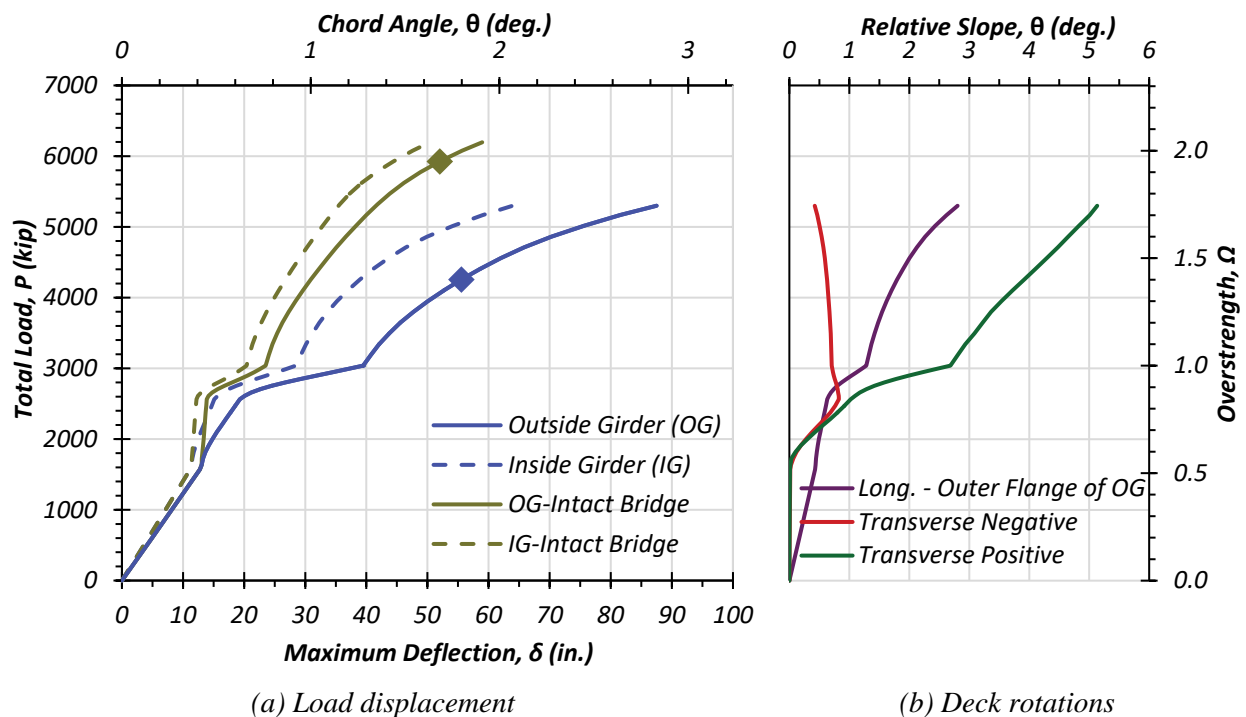 Chord Angle, θ (deg.)
0 1 2 3
7000
6000
5000
4000
3000
2000
1000
0
Total Load, P (kip)
Outside Girder (OG)
Inside Girder (IG)
OG-Intact Bridge
IG-Intact Bridge
0 10 20 30 40 50 60 70 80 90 100
Maximum Deflection, δ (in.)
(a) Load displacement
Relative Slope, θ (deg.)
0 1 2 3 4 5 6
2.0
1.5
1.0
0.5
0.0
Overstrength, Ω
Long. - Outer Flange of OG
Transverse Negative
Transverse Positive
(b) Deck rotations